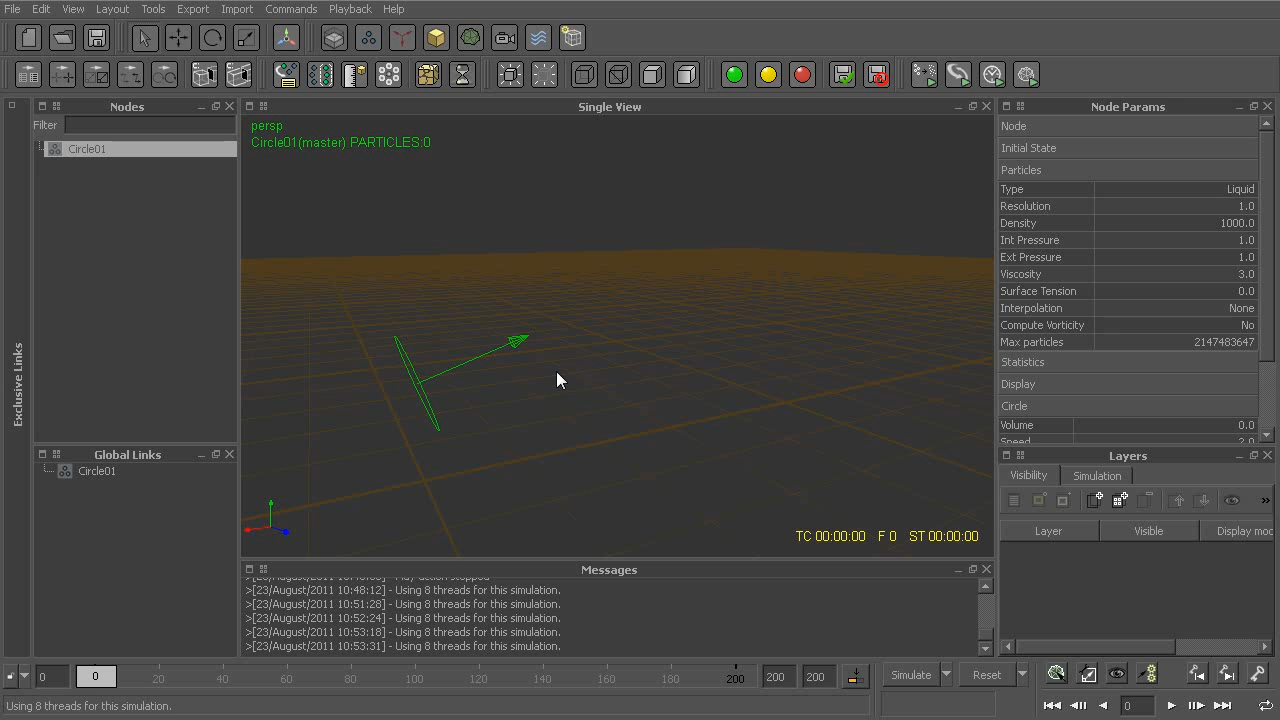 File Edit View Layout Tools Export Import Commands Playback Help
Nodes
Filter
Circle01
Exclusive Links
Global Links
Circle01
Single View
persp
Circle01(master) PARTICLES:0
TC 00:00:00 F 0 ST 00:00:00
Messages
>[23/August/2011 10:48:12] - Using 8 threads for this simulation.
>[23/August/2011 10:51:28] - Using 8 threads for this simulation.
>[23/August/2011 10:52:24] - Using 8 threads for this simulation.
>[23/August/2011 10:53:18] - Using 8 threads for this simulation.
>[23/August/2011 10:53:31] - Using 8 threads for this simulation.
Node Params
Node
Initial State
Particles
Type Liquid
Resolution 1.0
Density 1000.0
Int Pressure 1.0
Ext Pressure 1.0
Viscosity 3.0
Surface Tension 0.0
Interpolation None
Compute Vorticity No
Max particles 2147483647
Statistics
Display
Circle
Volume 0.0
Speed 2.0
Layers
Visibility Simulation
Layer Visible Display mod
0 0 20 40 60 80 100 120 140 160 180 200 200 200
Simulate Reset
Using 8 threads for this simulation.
0